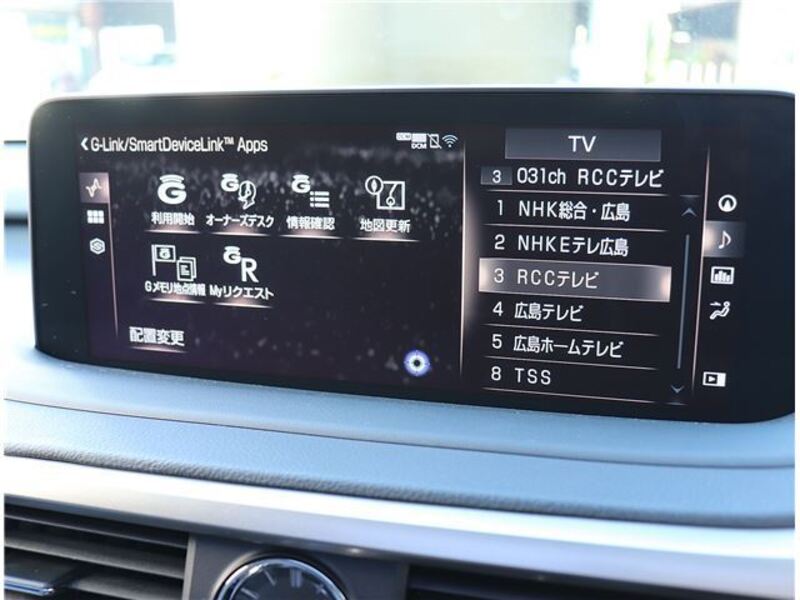 G-Link/SmartDeviceLink™ Apps
DCM
利用開始 オーナーズデスク 情報確認 地図更新
Gメモリ地点情報 Myリクエスト
配置変更
TV
3 031ch RCCテレビ
1 NHK総合・広島
2 NHKEテレ広島
3 RCCテレビ
4 広島テレビ
5 広島ホームテレビ
8 TSS